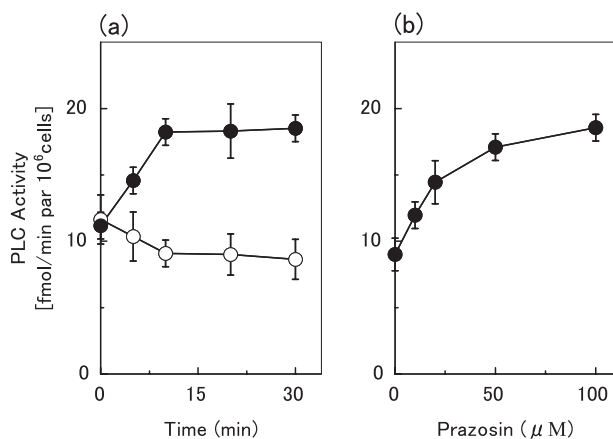 (a)
(b)
PLC Activity
[fmol/min par 10⁶cells]
20
10
0
20
10
0
0
15
30
0
50
100
Time (min)
Prazosin (μM)